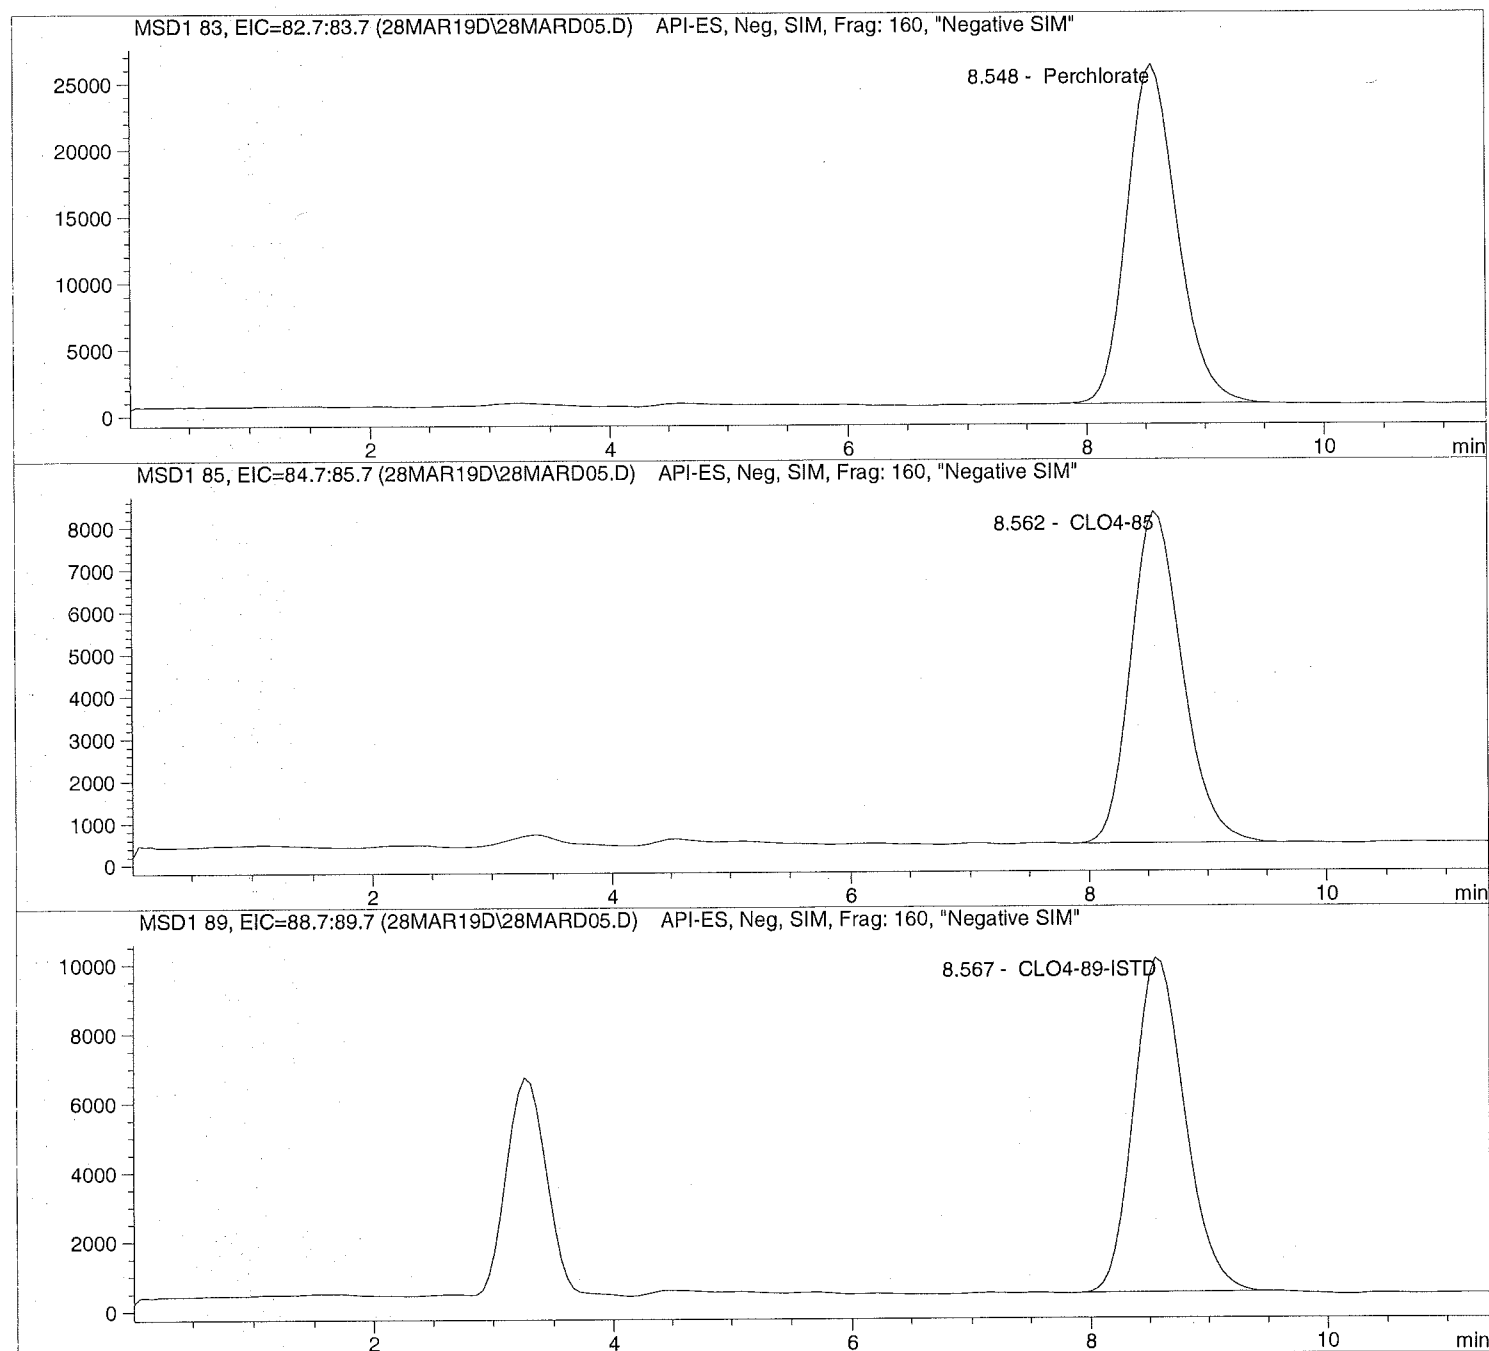 MSD1 83, EIC=82.7:83.7 (28MAR19D\28MARD05.D) API-ES, Neg, SIM, Frag: 160, "Negative SIM"
8.548 - Perchlorate
25000
20000
15000
10000
5000
0
2 4 6 8 10 min
MSD1 85, EIC=84.7:85.7 (28MAR19D\28MARD05.D) API-ES, Neg, SIM, Frag: 160, "Negative SIM"
8.562 - CLO4-85
8000
7000
6000
5000
4000
3000
2000
1000
0
2 4 6 8 10 min
MSD1 89, EIC=88.7:89.7 (28MAR19D\28MARD05.D) API-ES, Neg, SIM, Frag: 160, "Negative SIM"
8.567 - CLO4-89-ISTD
10000
8000
6000
4000
2000
0
2 4 6 8 10 min